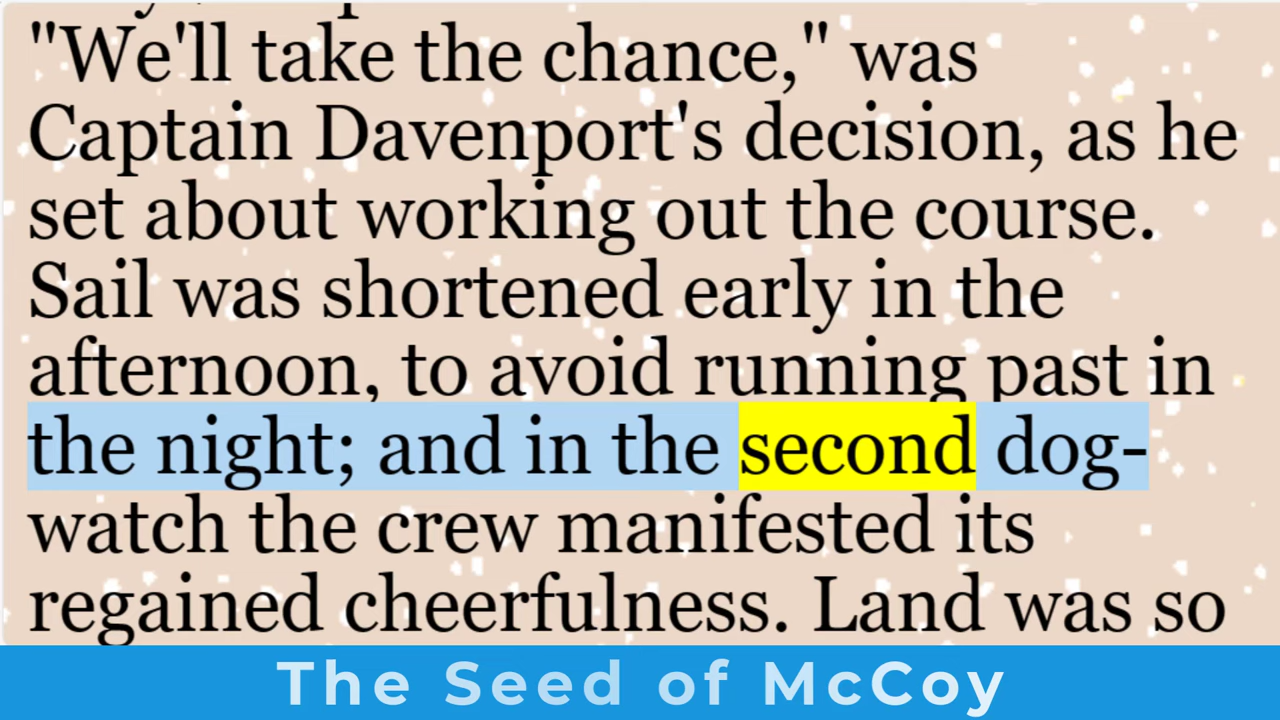 "We'll take the chance," was
Captain Davenport's decision, as he
set about working out the course.
Sail was shortened early in the
afternoon, to avoid running past in
the night; and in the second dog-
watch the crew manifested its
regained cheerfulness. Land was so
The Seed of McCoy